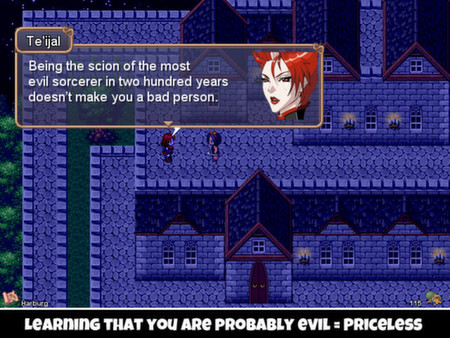 Te'ijal
Being the scion of the most
evil sorcerer in two hundred years
doesn't make you a bad person.
Harburg
115
LEARNING THAT YOU ARE PROBABLY EVIL = PRICELESS